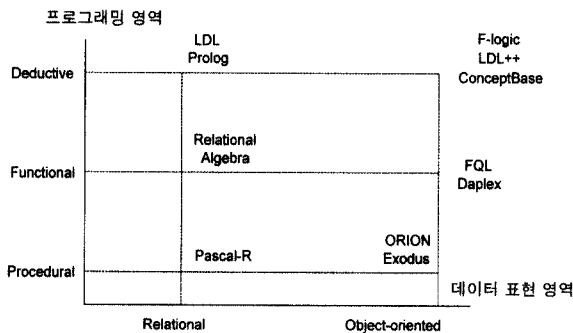 프로그래밍 영역
LDL
Prolog
F-logic
LDL++
ConceptBase
Deductive
Relational
Algebra
Functional
FQL
Daplex
Pascal-R
ORION
Exodus
Procedural
데이터 표현 영역
Relational
Object-oriented